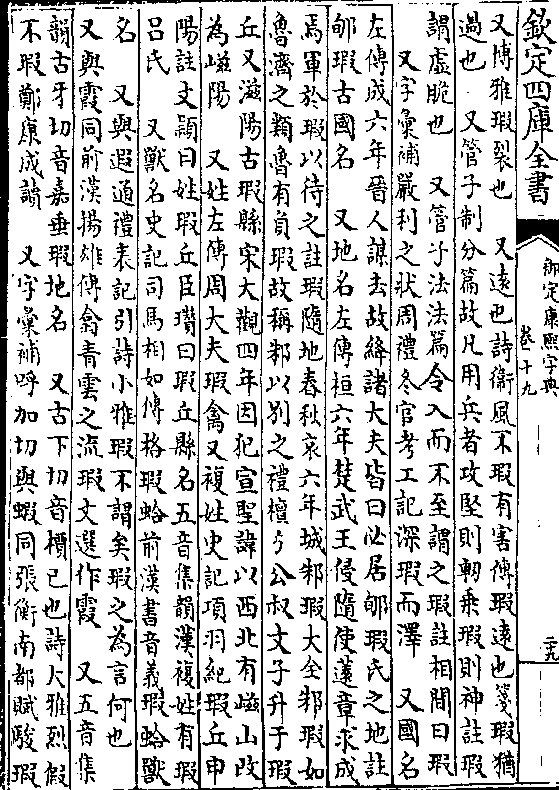 欽定四庫全書
御定康熙字典
卷十九
二十九
又博雅瑕裂也　又遠也詩衞風不瑕有害傳瑕遠也箋瑕猶
過也　又管子制分篇故凡用兵者攻堅則軔乗瑕則神註瑕
謂虚脆也　又管子法法篇令入而不至謂之瑕註相間曰瑕
又字彙補嚴利之狀周禮冬官考工記深瑕而澤　又國名
左傳成六年晉人謀去故絳諸大夫皆曰必居郇瑕氏之地註
郇瑕古國名　又地名左傳桓六年楚武王侵隨使薳章求成
焉軍於瑕以待之註瑕隨地春秋哀六年城邾瑕大全邾瑕如
魯濟之類魯有負瑕故稱邾以别之禮檀弓公叔文子升于瑕
丘又滋陽古瑕縣宋大觀四年因犯宣聖諱以西北有嵫山改
為嵫陽　又姓左傳周大夫瑕禽又複姓史記項羽紀瑕丘申
陽註文頴曰姓瑕丘臣瓚曰瑕丘縣名五音集韻漢複姓有瑕
吕氏　又獸名史記司馬相如傳格瑕蛤前漢書音義瑕蛤獸
名　又與遐通禮表記引詩小雅瑕不謂矣瑕之為言何也
又與霞同前漢揚雄傳噏青雲之流瑕文選作霞　又五音集
韻古牙切音嘉垂瑕地名　又古下切音檟已也詩大雅烈假
不瑕鄭康成讀　又字彙補呼加切與蝦同張衡南都賦駿瑕